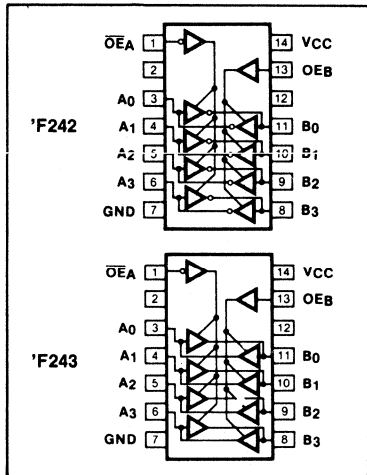 'F242
OEA 1 14 VCC
2 13 OEB
A0 3 12
A1 4 11 B0
A2 5 10 B1
A3 6 9 B2
GND 7 8 B3
'F243
OEA 1 14 VCC
2 13 OEB
A0 3 12
A1 4 11 B0
A2 5 10 B1
A3 6 9 B2
GND 7 8 B3